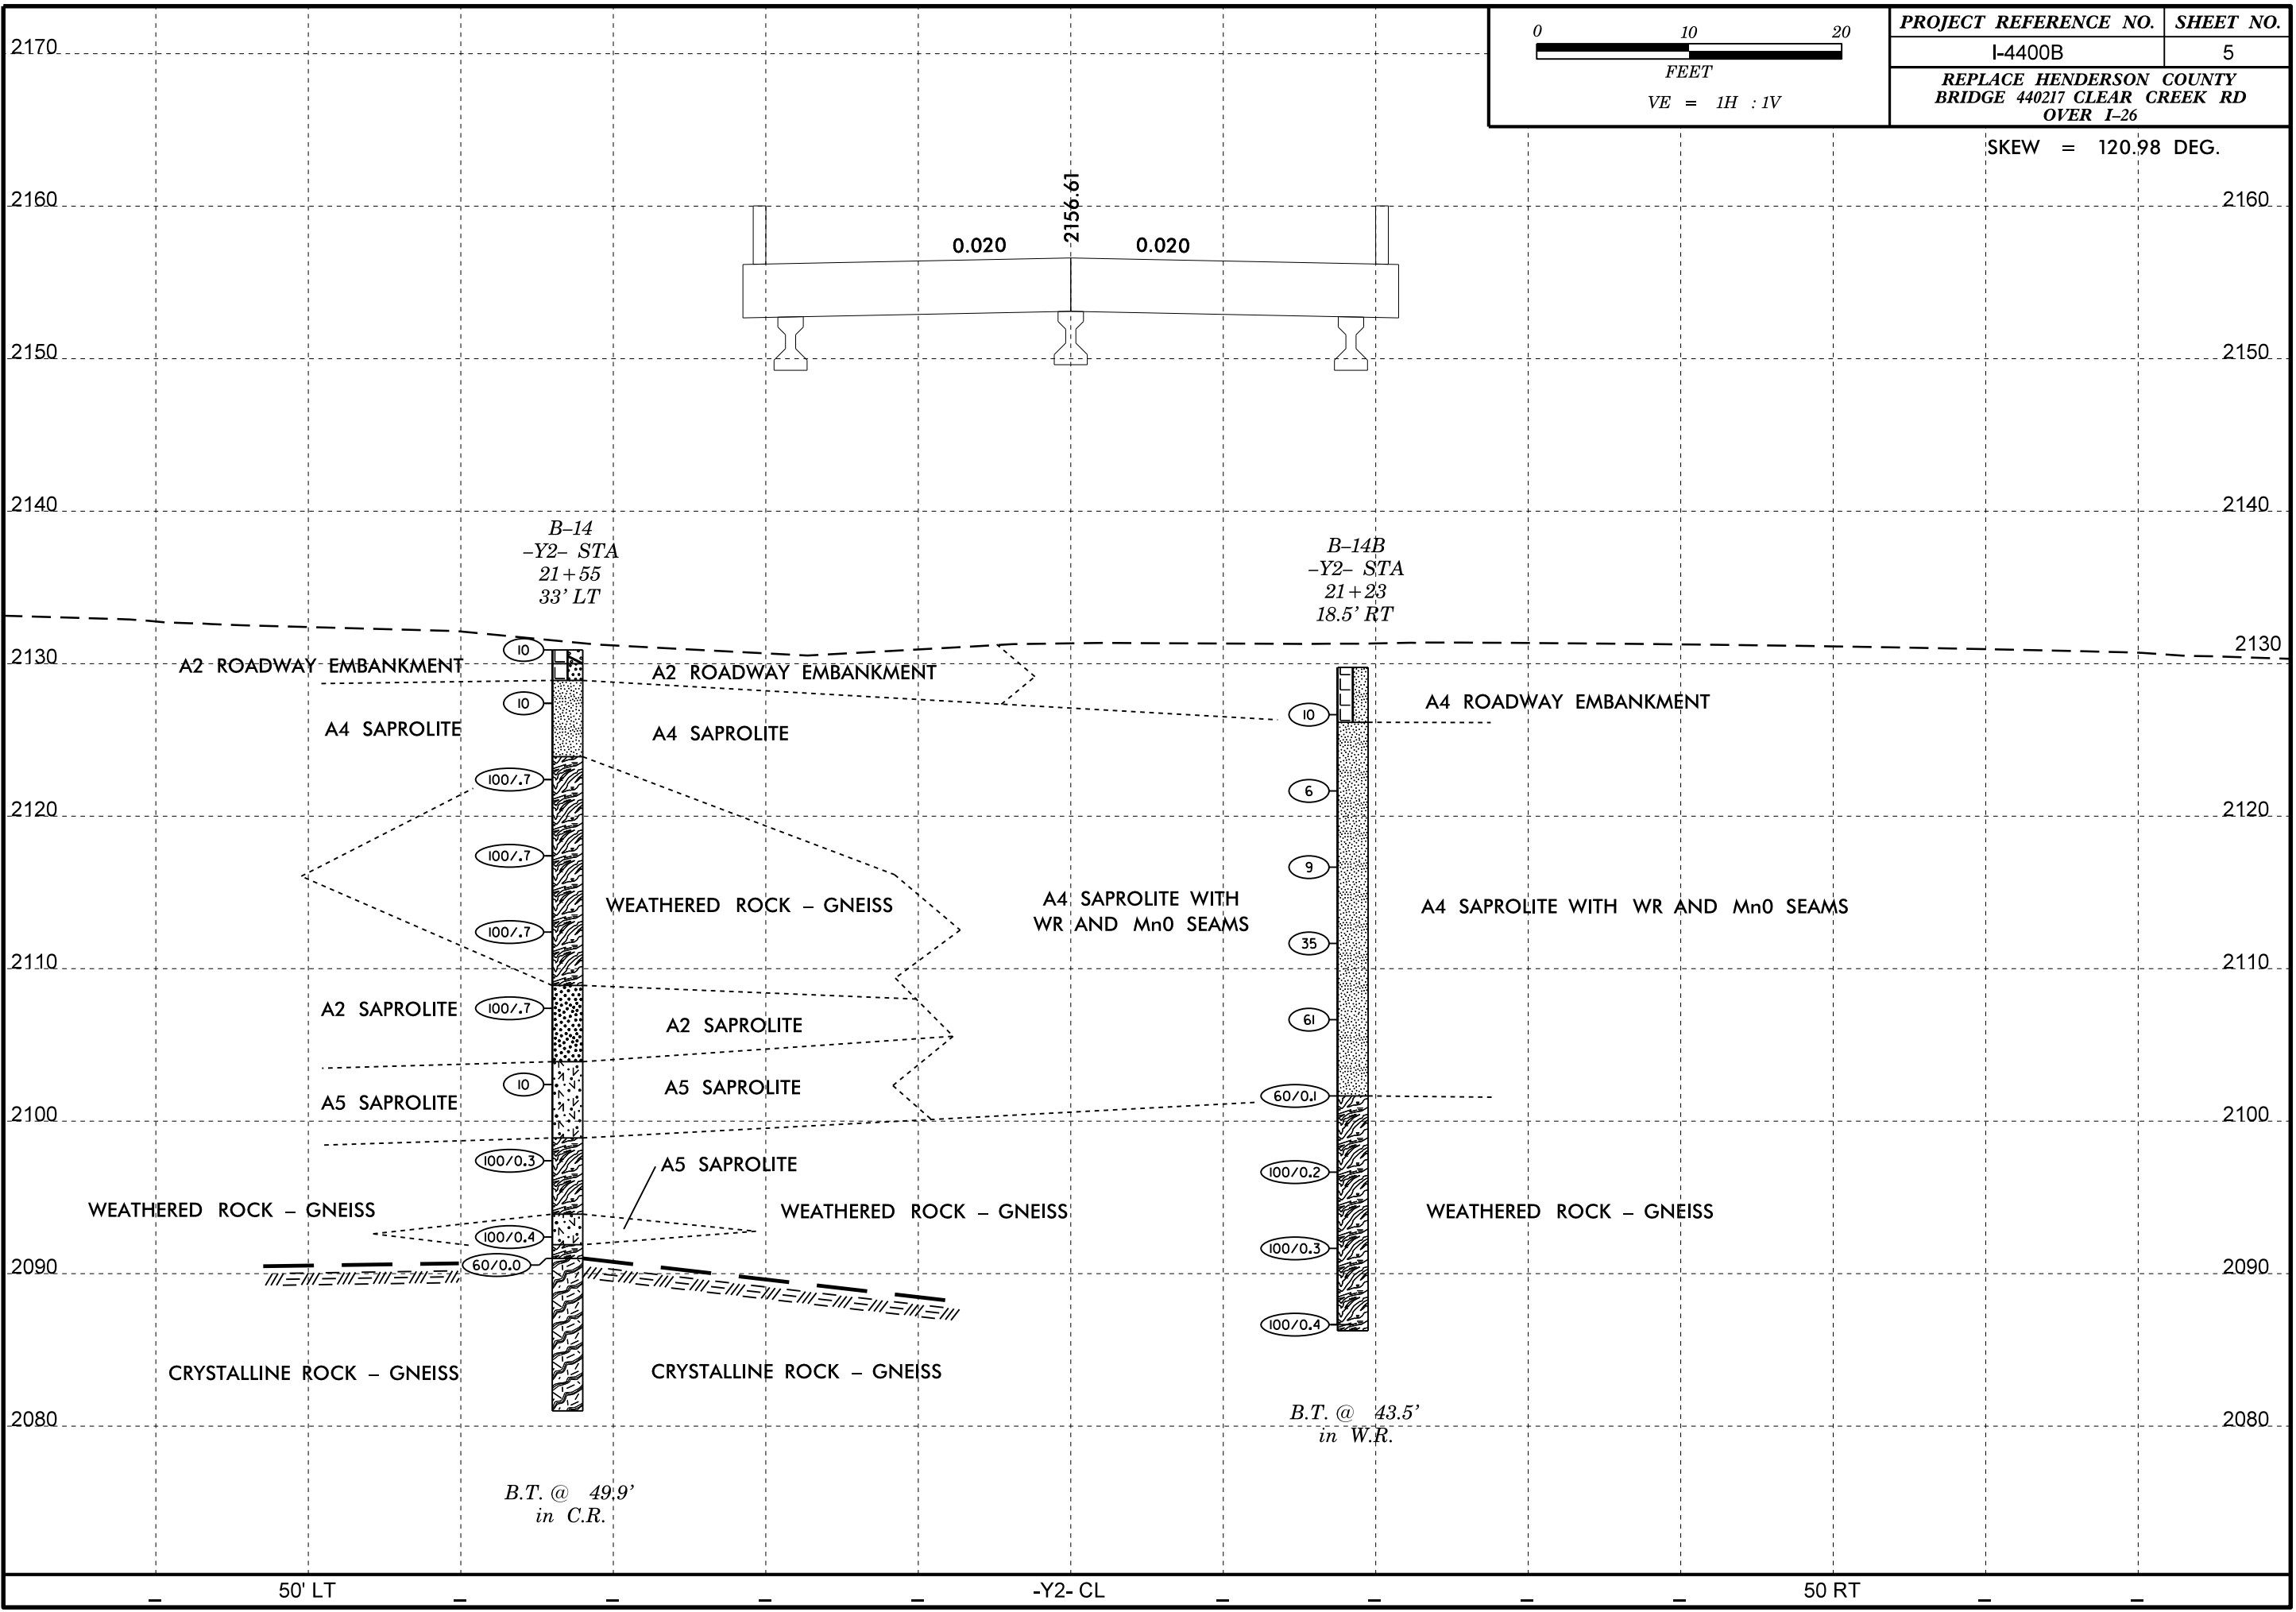 0 10 20
FEET
VE = 1H : 1V
PROJECT REFERENCE NO. SHEET NO.
I-4400B 5
REPLACE HENDERSON COUNTY
BRIDGE 440217 CLEAR CREEK RD
OVER I-26
SKEW = 120.98 DEG.
2170
2160 2160
2156.61
0.020 0.020
2150 2150
2140 2140
B-14
-Y2- STA
21+55
33' LT
B-14B
-Y2- STA
21+23
18.5' RT
2130 2130
10
A2 ROADWAY EMBANKMENT A2 ROADWAY EMBANKMENT
10 10 A4 ROADWAY EMBANKMENT
A4 SAPROLITE A4 SAPROLITE
100/.7
6
2120 2120
100/.7
9
WEATHERED ROCK - GNEISS
A4 SAPROLITE WITH
WR AND Mn0 SEAMS
A4 SAPROLITE WITH WR AND Mn0 SEAMS
100/.7
35
2110 2110
A2 SAPROLITE 100/.7 A2 SAPROLITE
61
10 A5 SAPROLITE
60/0.1
A5 SAPROLITE
2100 2100
100/0.3 A5 SAPROLITE
100/0.2
WEATHERED ROCK - GNEISS WEATHERED ROCK - GNEISS WEATHERED ROCK - GNEISS
100/0.4
100/0.3
60/0.0
2090 2090
100/0.4
CRYSTALLINE ROCK - GNEISS CRYSTALLINE ROCK - GNEISS
2080 2080
B.T. @ 43.5'
in W.R.
B.T. @ 49.9'
in C.R.
50' LT -Y2- CL 50 RT